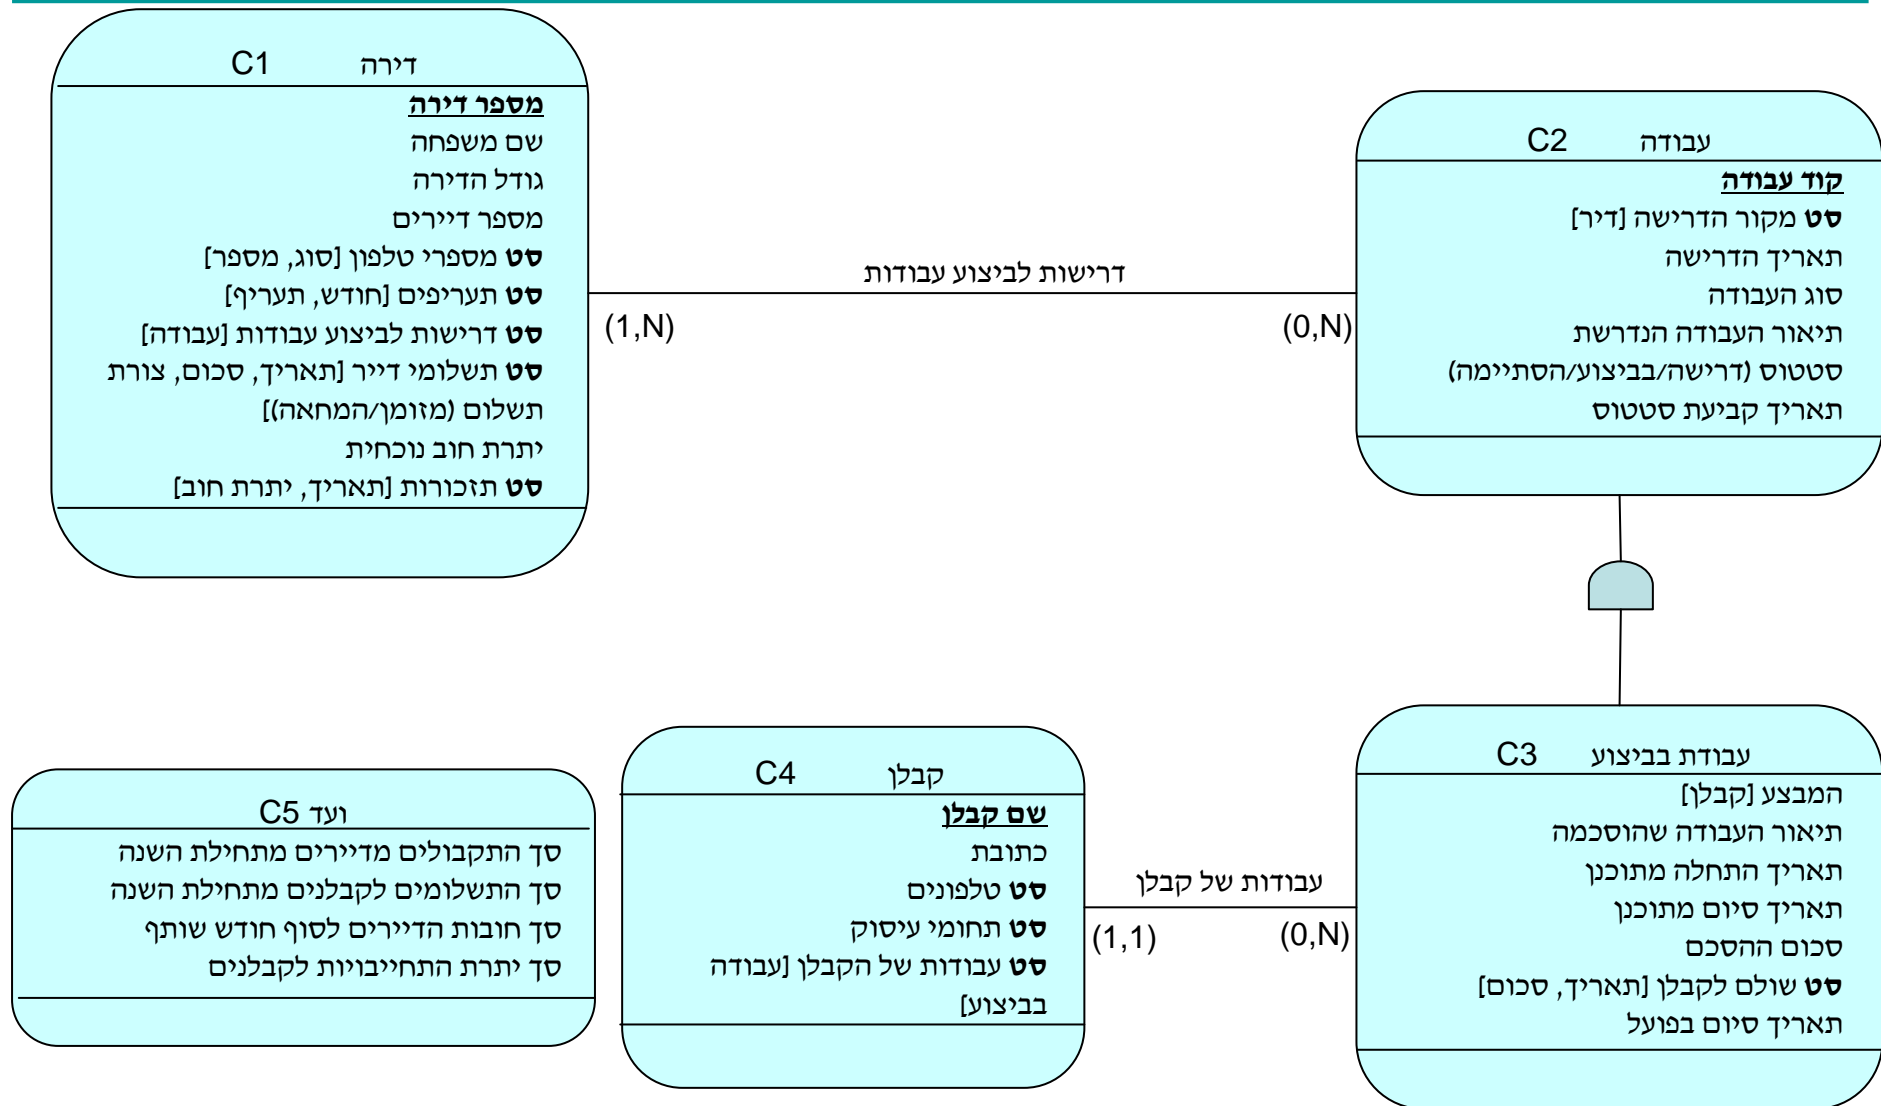 דירה C1
מספר דירה
שם משפחה
גודל הדירה
מספר דיירים
סט מספרי טלפון [סוג, מספר]
סט תעריפים [חודש, תעריף]
סט דרישות לביצוע עבודות [עבודה]
סט תשלומי דייר [תאריך, סכום, צורת
תשלום (מזומן/המחאה)]
יתרת חוב נוכחית
סט תזכורות [תאריך, יתרת חוב]
דרישות לביצוע עבודות
(1,N)
(0,N)
עבודה C2
קוד עבודה
סט מקור הדרישה [דיר]
תאריך הדרישה
סוג העבודה
תיאור העבודה הנדרשת
סטטוס (דרישה/בביצוע/הסתיימה)
תאריך קביעת סטטוס
עבודת בביצוע C3
המבצע [קבלן]
תיאור העבודה שהוסכמה
תאריך התחלה מתוכנן
תאריך סיום מתוכנן
סכום ההסכם
סט שולם לקבלן [תאריך, סכום]
תאריך סיום בפועל
עבודות של קבלן
(1,1)
(0,N)
קבלן C4
שם קבלן
כתובת
סט טלפונים
סט תחומי עיסוק
סט עבודות של הקבלן [עבודה
בביצוע]
ועד C5
סך התקבולים מדיירים מתחילת השנה
סך התשלומים לקבלנים מתחילת השנה
סך חובות הדיירים לסוף חודש שותף
סך יתרת התחייבויות לקבלנים